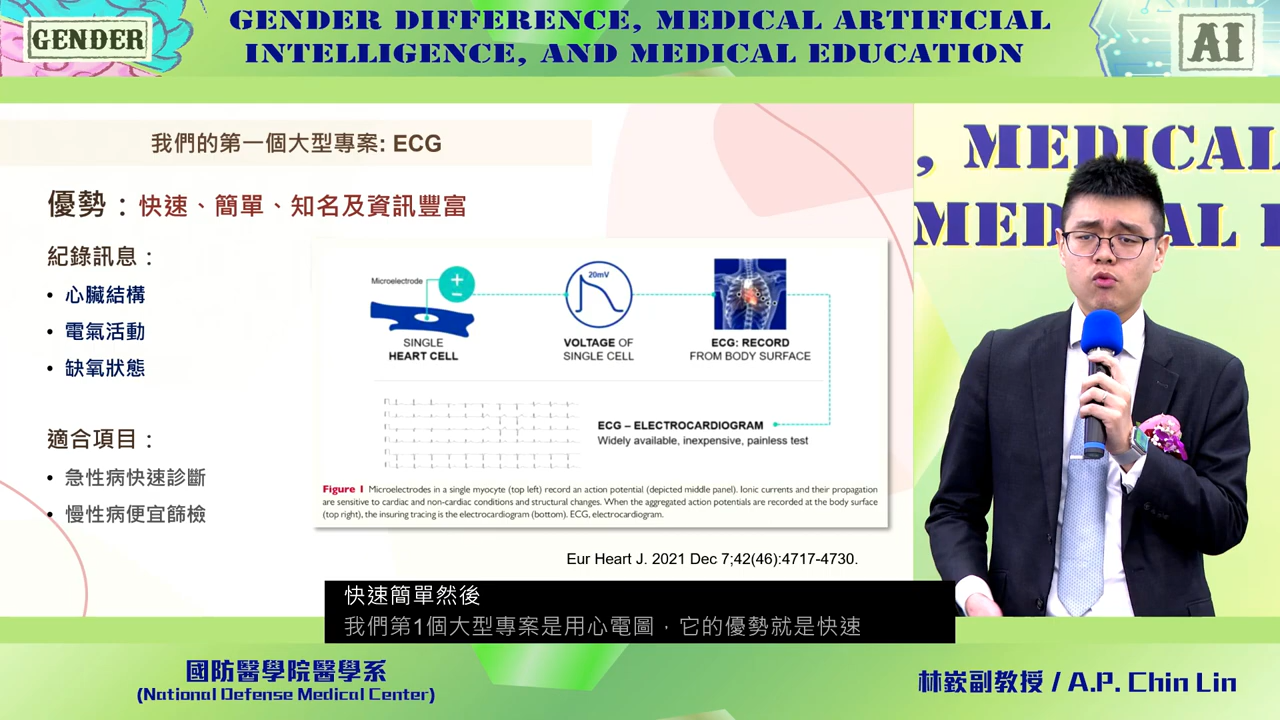 GENDER DIFFERENCE, MEDICAL ARTIFICIAL
INTELLIGENCE, AND MEDICAL EDUCATION
GENDER
AI
我們的第一個大型專案: ECG
優勢：快速、簡單、知名及資訊豐富
紀錄訊息：
• 心臟結構
• 電氣活動
• 缺氧狀態
適合項目：
• 急性病快速診斷
• 慢性病便宜篩檢
Microelectrode
20mV
SINGLE
HEART CELL
VOLTAGE OF
SINGLE CELL
ECG: RECORD
FROM BODY SURFACE
ECG – ELECTROCARDIOGRAM
Widely available, inexpensive, painless test
Figure 1 Microelectrodes in a single myocyte (top left) record an action potential (depicted middle panel). Ionic currents and their propagation
are sensitive to cardiac and non-cardiac conditions and structural changes. When the aggregated action potentials are recorded at the body surface
(top right), the insuring tracing is the electrocardiogram (bottom). ECG, electrocardiogram.
Eur Heart J. 2021 Dec 7;42(46):4717-4730.
, MEDICAL
MEDICAL E
快速簡單然後
我們第1個大型專案是用心電圖，它的優勢就是快速
國防醫學院醫學系
(National Defense Medical Center)
林嶔副教授 / A.P. Chin Lin